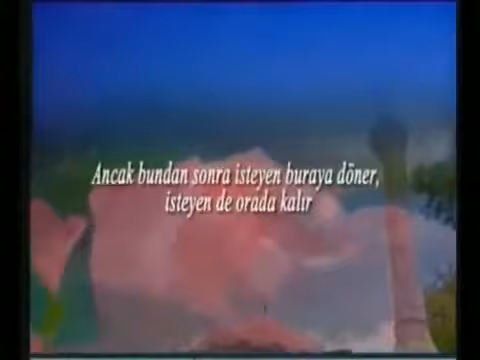 Ancak bundan sonra isteyen buraya döner,
isteyen de orada kalır